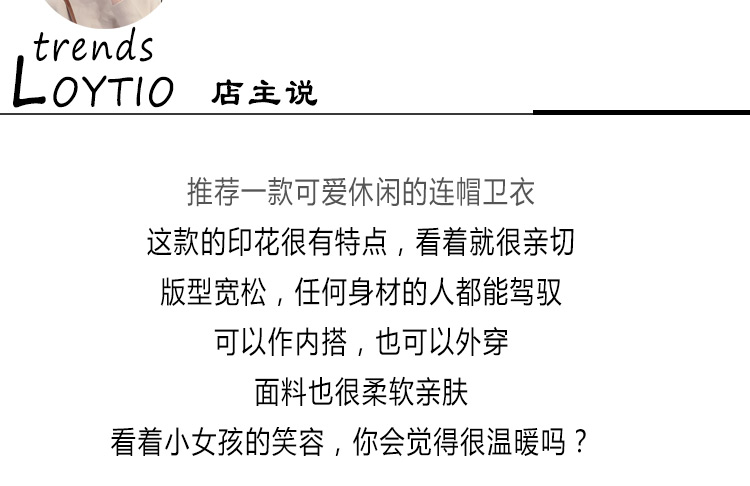 trends
LOYTIO 店主说
推荐一款可爱休闲的连帽卫衣
这款的印花很有特点，看着就很亲切
版型宽松，任何身材的人都能驾驭
可以作内搭，也可以外穿
面料也很柔软亲肤
看着小女孩的笑容，你会觉得很温暖吗？